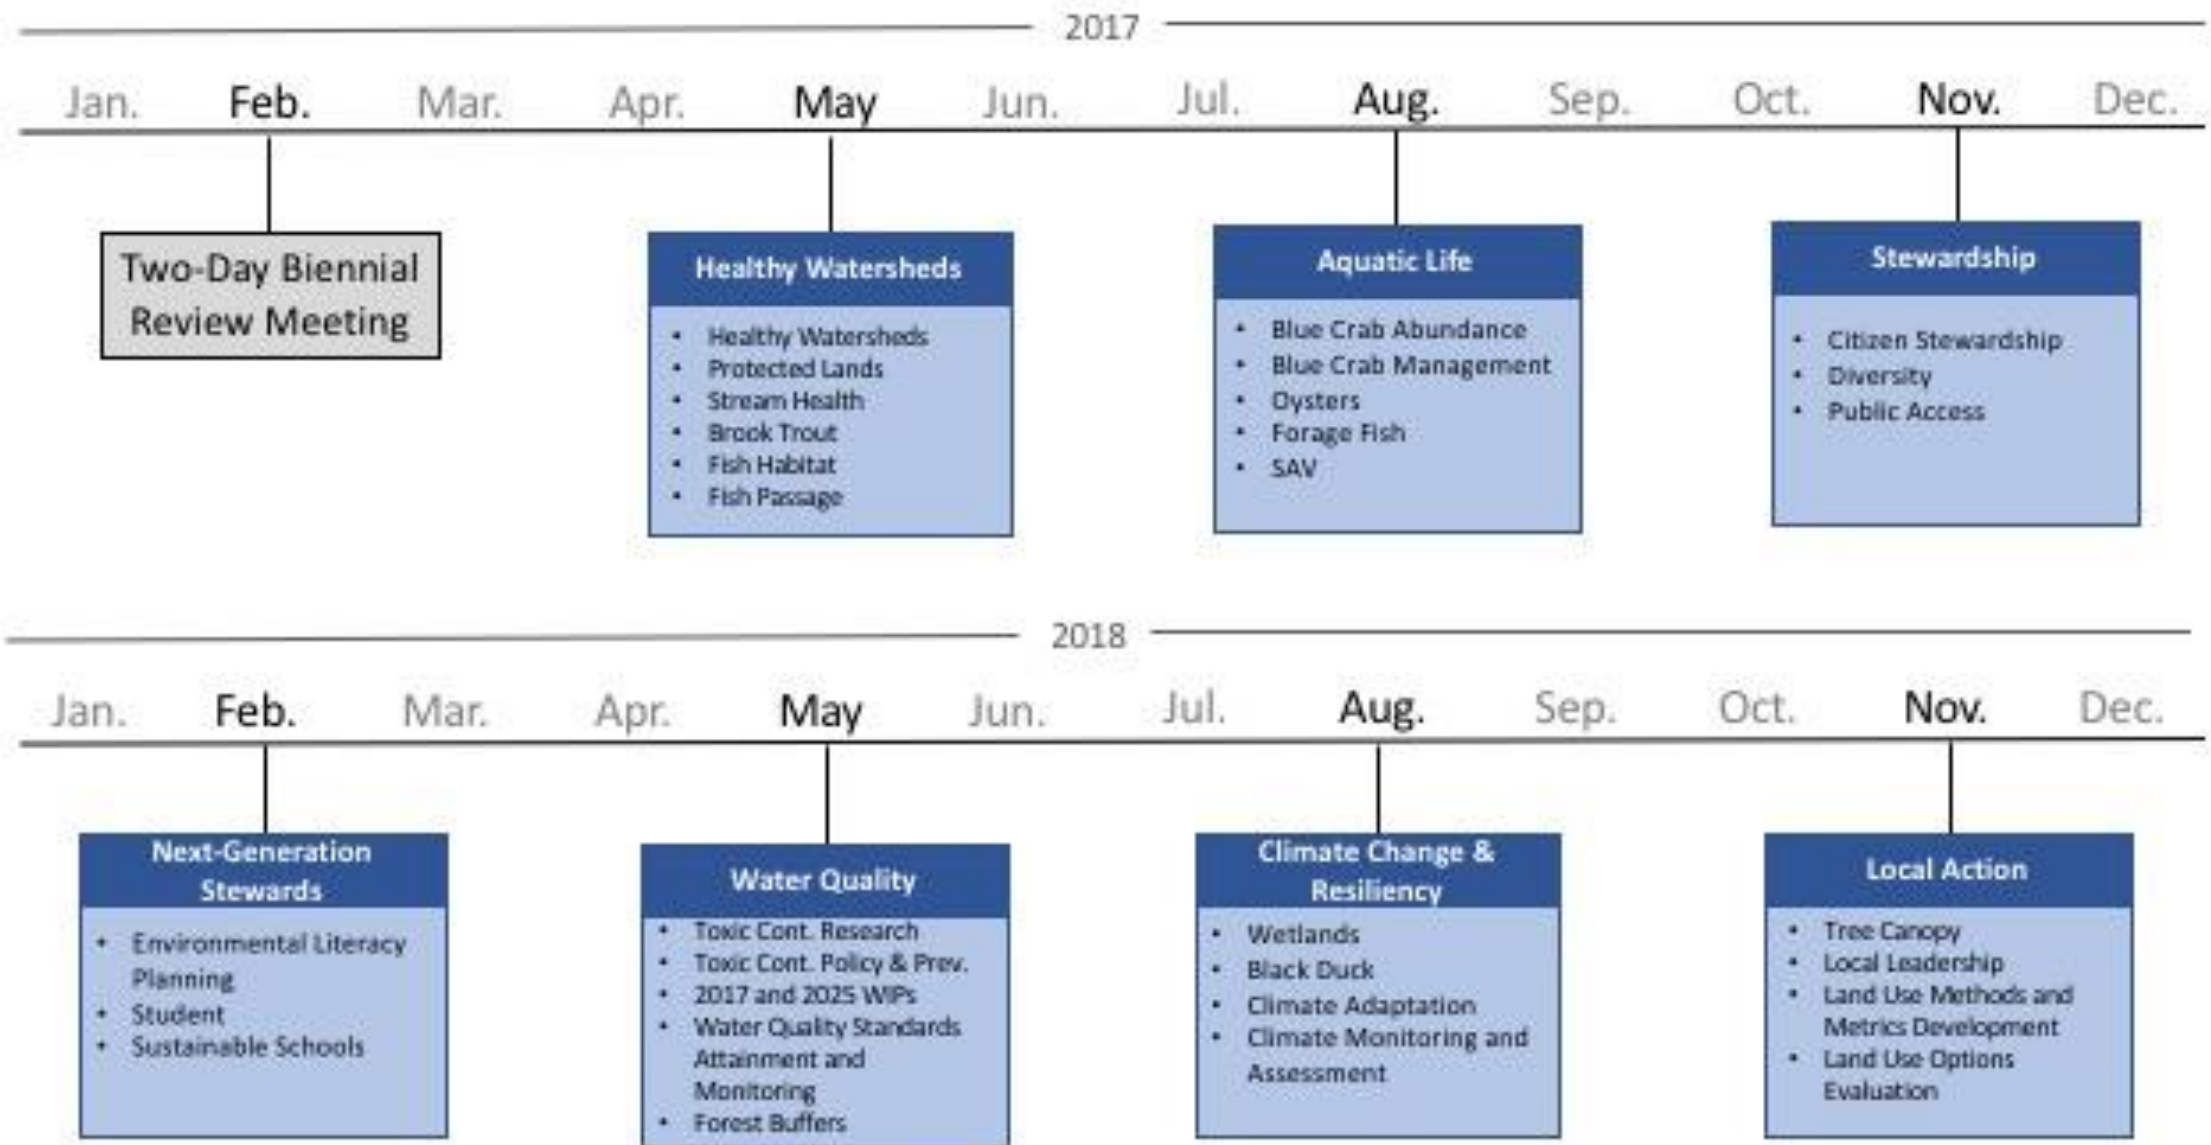 2017
Jan. Feb. Mar. Apr. May Jun. Jul. Aug. Sep. Oct. Nov. Dec.
Two-Day Biennial
Review Meeting
Healthy Watersheds
• Healthy Watersheds
• Protected Lands
• Stream Health
• Brook Trout
• Fish Habitat
• Fish Passage
Aquatic Life
• Blue Crab Abundance
• Blue Crab Management
• Oysters
• Forage Fish
• SAV
Stewardship
• Citizen Stewardship
• Diversity
• Public Access
2018
Jan. Feb. Mar. Apr. May Jun. Jul. Aug. Sep. Oct. Nov. Dec.
Next-Generation
Stewards
• Environmental Literacy
Planning
• Student
• Sustainable Schools
Water Quality
• Toxic Cont. Research
• Toxic Cont. Policy & Prev.
• 2017 and 2025 WIPs
• Water Quality Standards
Attainment and
Monitoring
• Forest Buffers
Climate Change &
Resiliency
• Wetlands
• Black Duck
• Climate Adaptation
• Climate Monitoring and
Assessment
Local Action
• Tree Canopy
• Local Leadership
• Land Use Methods and
Metrics Development
• Land Use Options
Evaluation